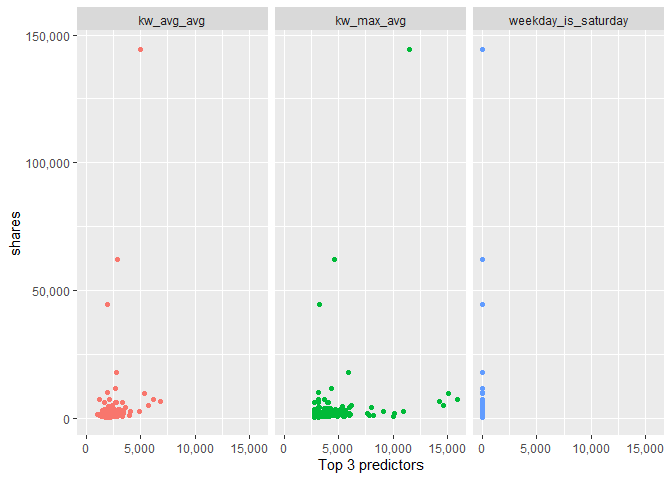 kw_avg_avg kw_max_avg weekday_is_saturday
150,000
100,000
50,000
0
shares
0 5,000 10,000 15,000 0 5,000 10,000 15,000 0 5,000 10,000 15,000
Top 3 predictors